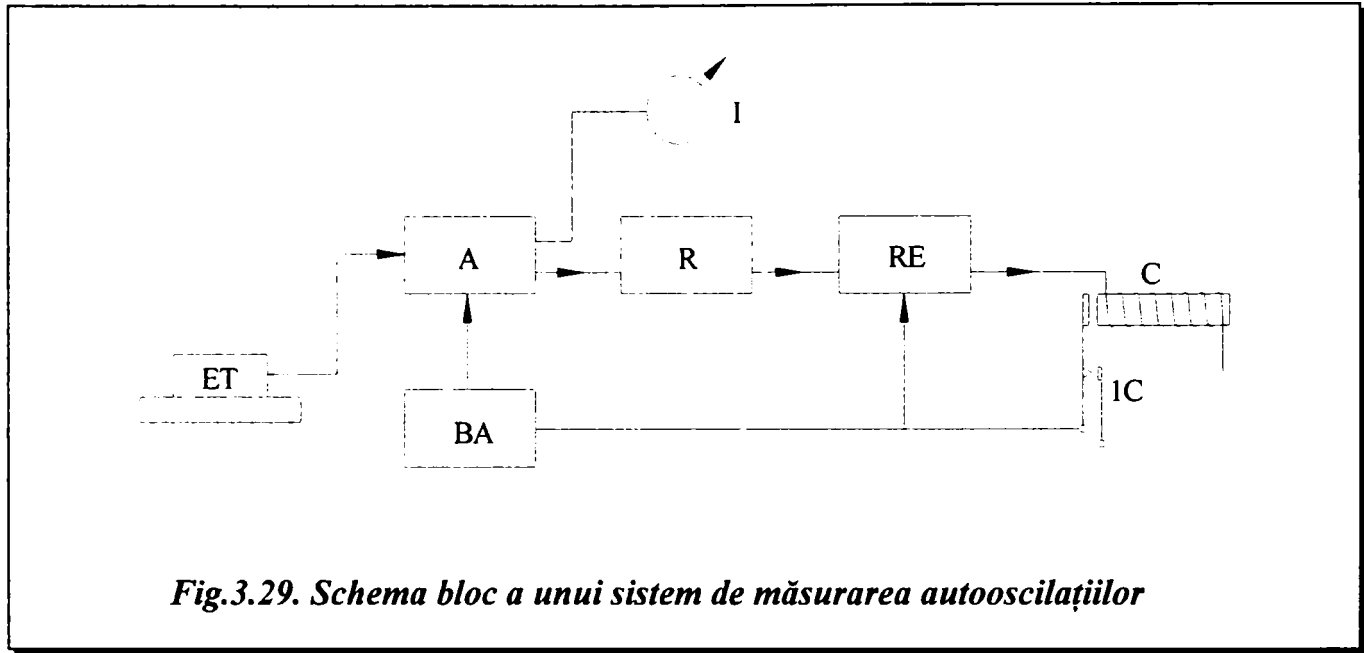 I
A
R
RE
C
ET
1C
BA
Fig.3.29. Schema bloc a unui sistem de măsurarea autooscilațiilor